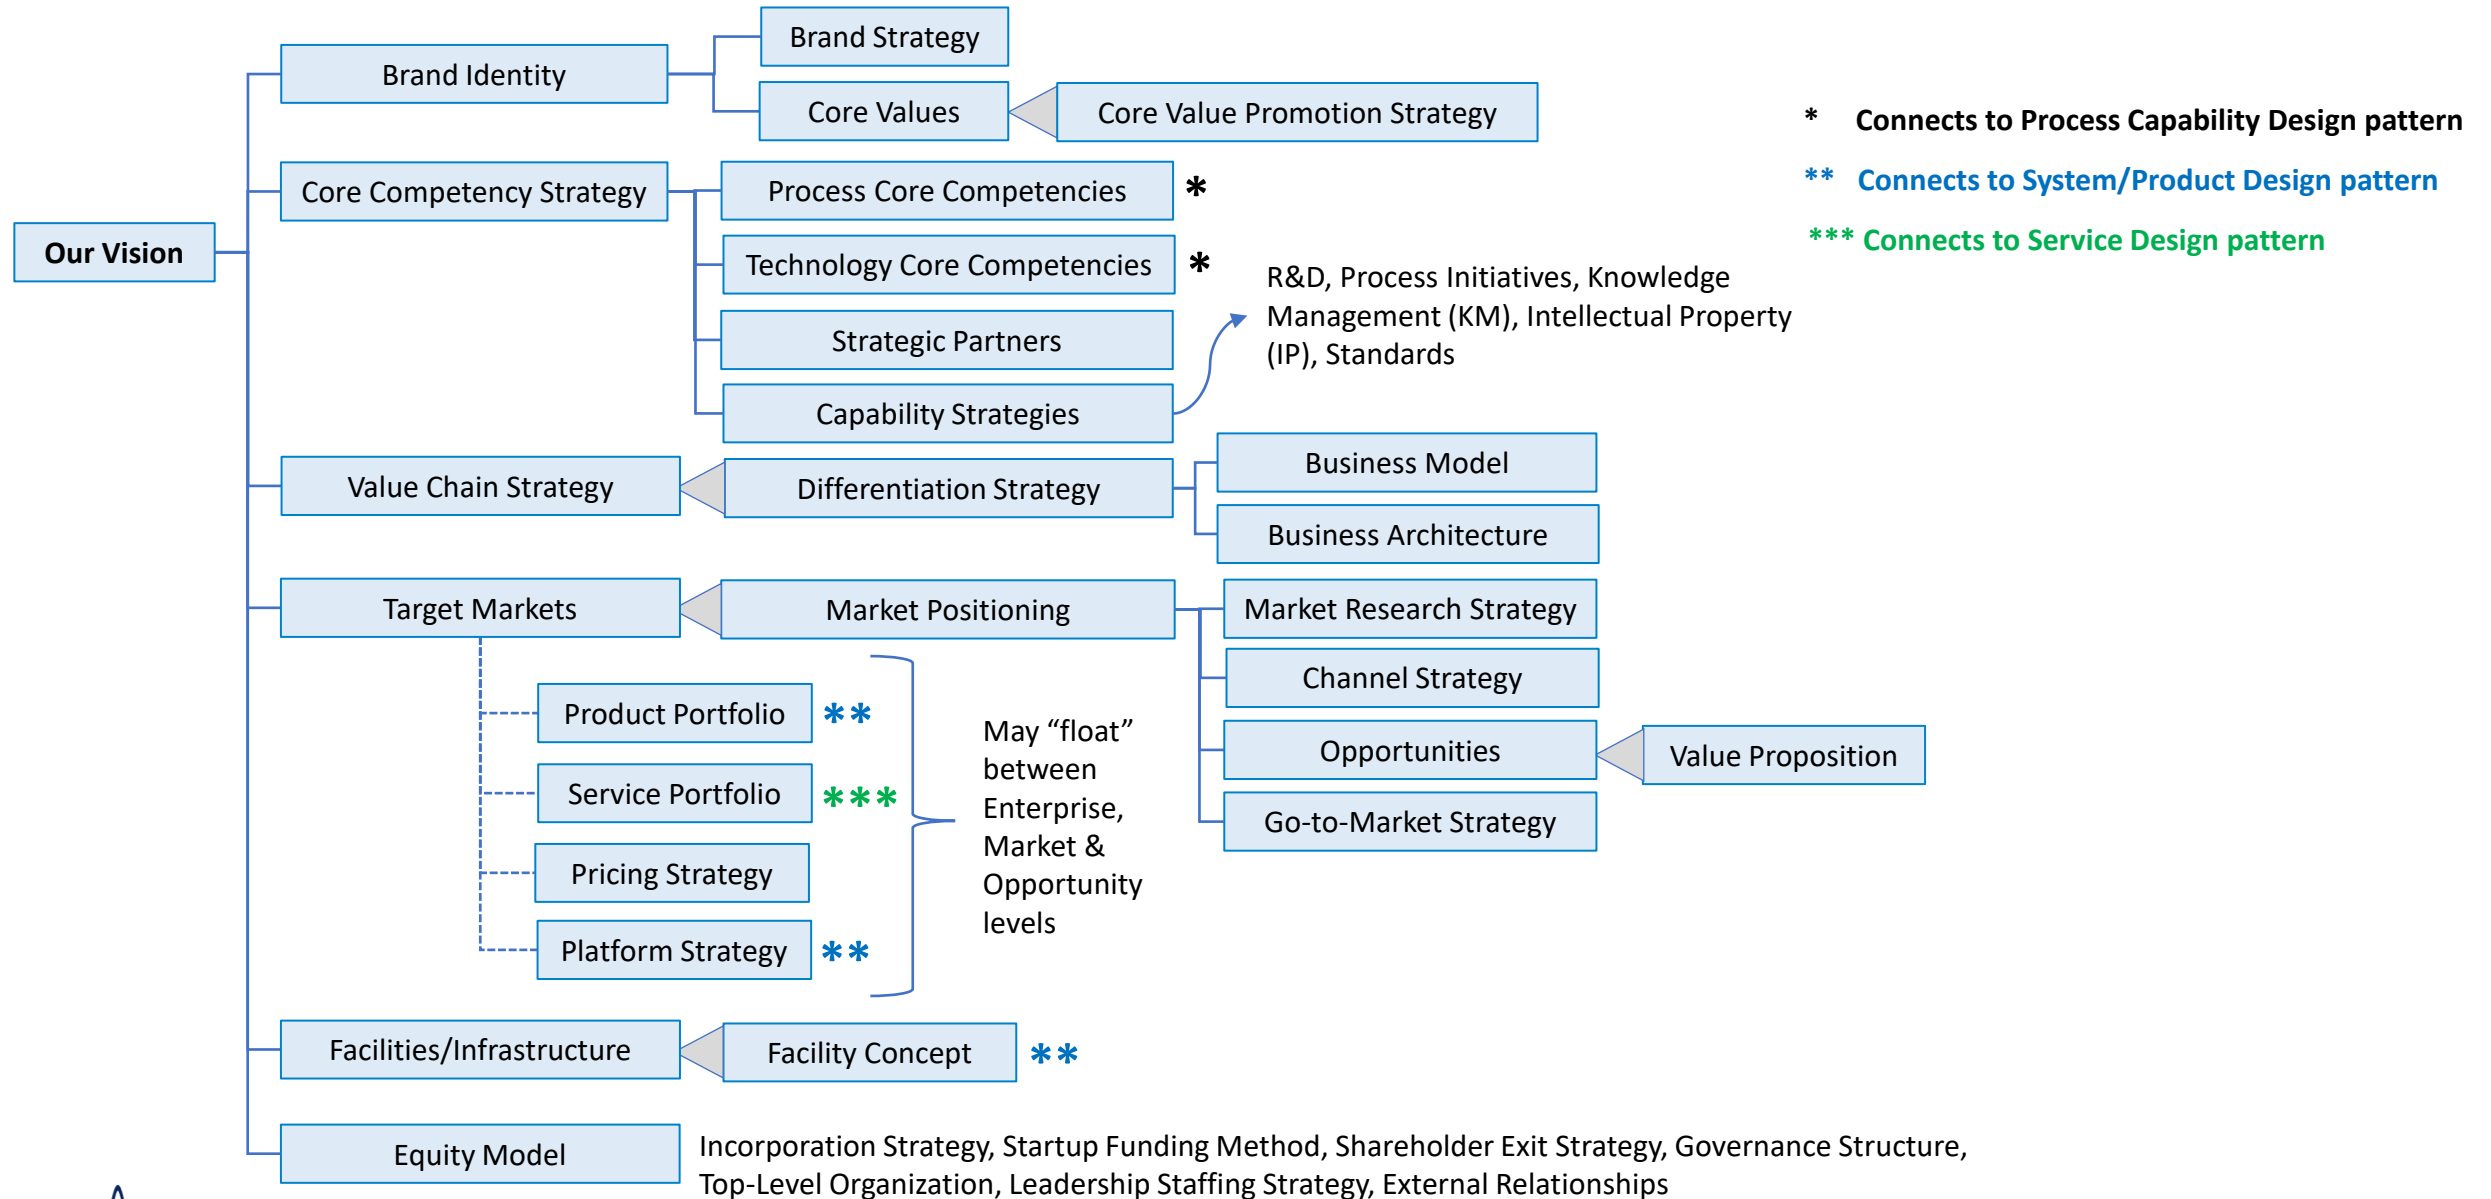 Brand Strategy
Brand Identity
Core Values
Core Value Promotion Strategy
* Connects to Process Capability Design pattern
** Connects to System/Product Design pattern
*** Connects to Service Design pattern
Core Competency Strategy
Process Core Competencies *
Our Vision
Technology Core Competencies *
R&D, Process Initiatives, Knowledge
Management (KM), Intellectual Property
(IP), Standards
Strategic Partners
Capability Strategies
Value Chain Strategy
Differentiation Strategy
Business Model
Business Architecture
Target Markets
Market Positioning
Market Research Strategy
Channel Strategy
Opportunities
Value Proposition
Go-to-Market Strategy
Product Portfolio **
Service Portfolio ***
Pricing Strategy
Platform Strategy **
May “float”
between
Enterprise,
Market &
Opportunity
levels
Facilities/Infrastructure
Facility Concept **
Equity Model
Incorporation Strategy, Startup Funding Method, Shareholder Exit Strategy, Governance Structure,
Top-Level Organization, Leadership Staffing Strategy, External Relationships